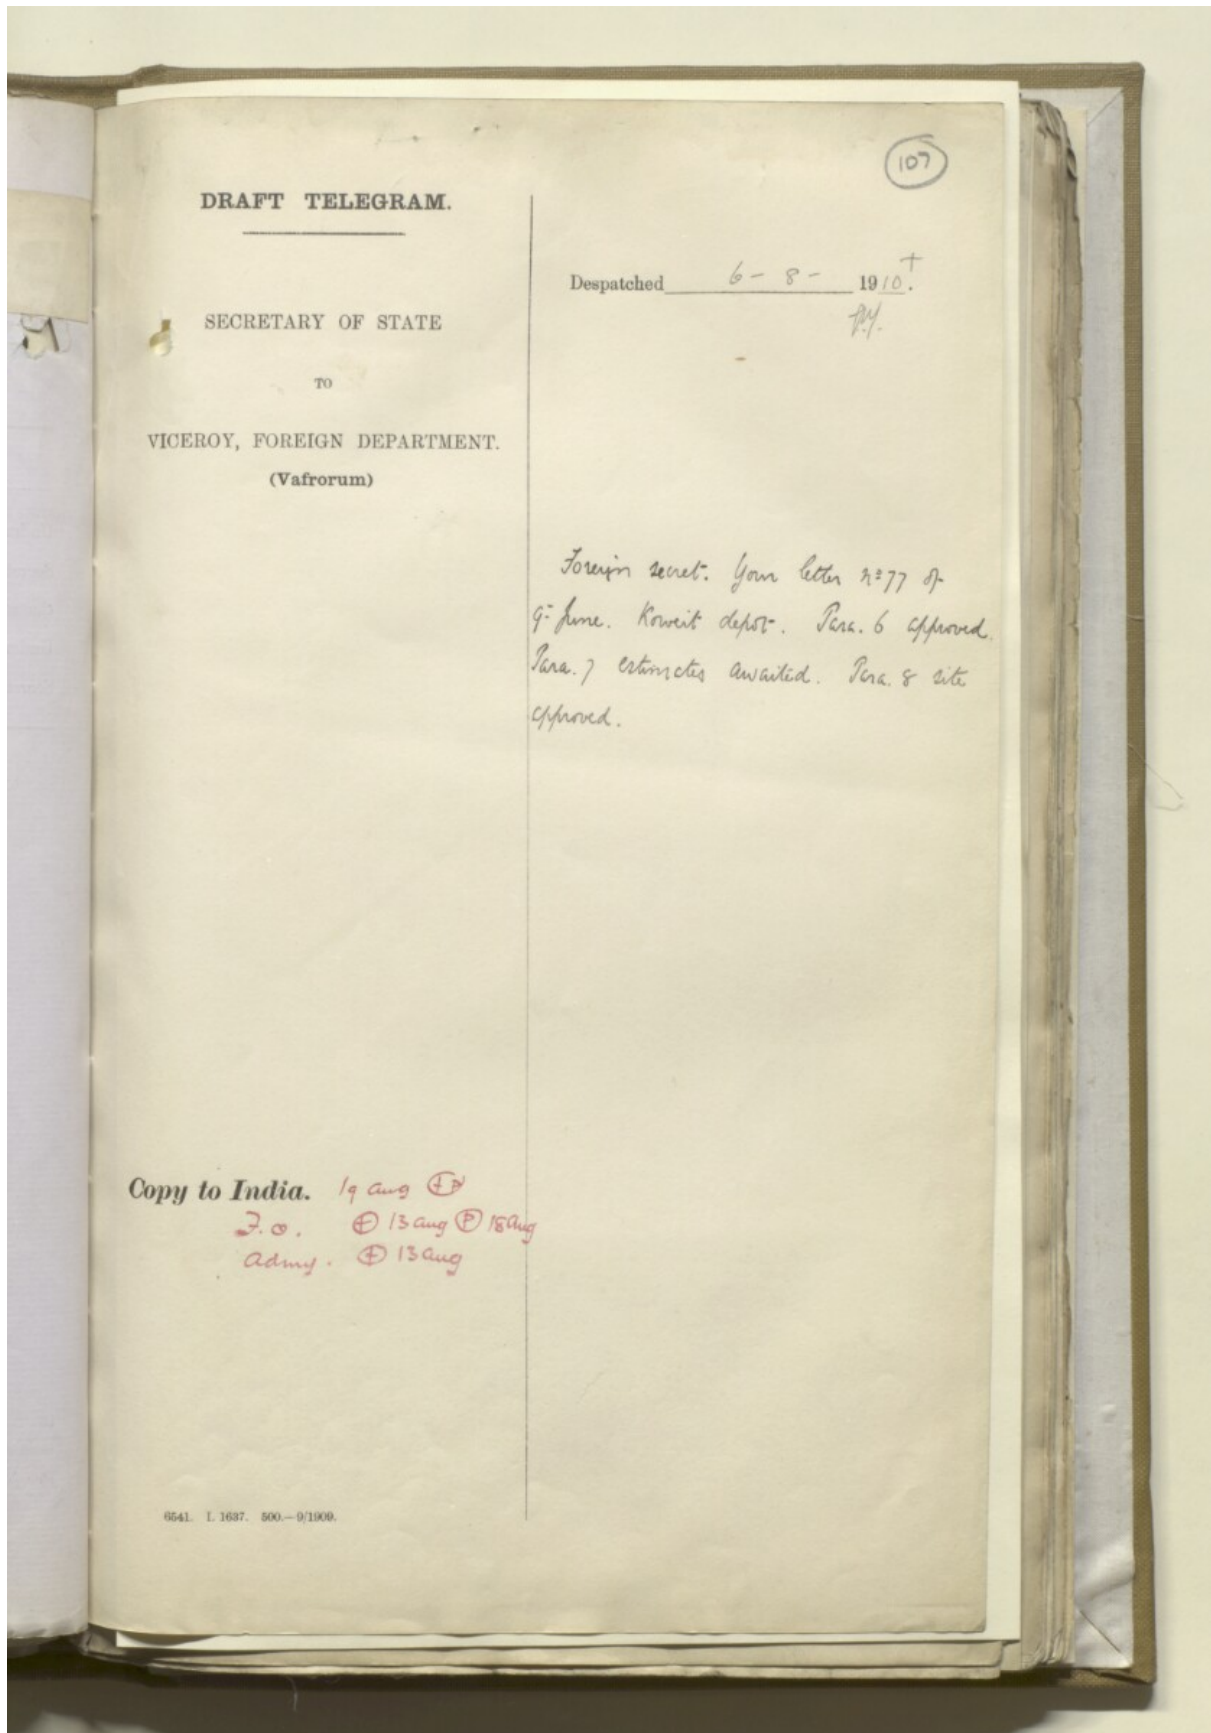 107
DRAFT TELEGRAM.
Despatched 6 - 8 - 1910.
SECRETARY OF STATE
TO
VICEROY, FOREIGN DEPARTMENT.
(Vafrorum)
Foreign secret. Your letter No 77 of
9th June. Koweit depôt. Para. 6 approved.
Para. 7 estimates awaited. Para. 8 site
approved.
Copy to India. 19 Aug
F.O. 13 Aug P 18 Aug
Admy. 13 Aug
6541. I. 1637. 500.—9/1909.